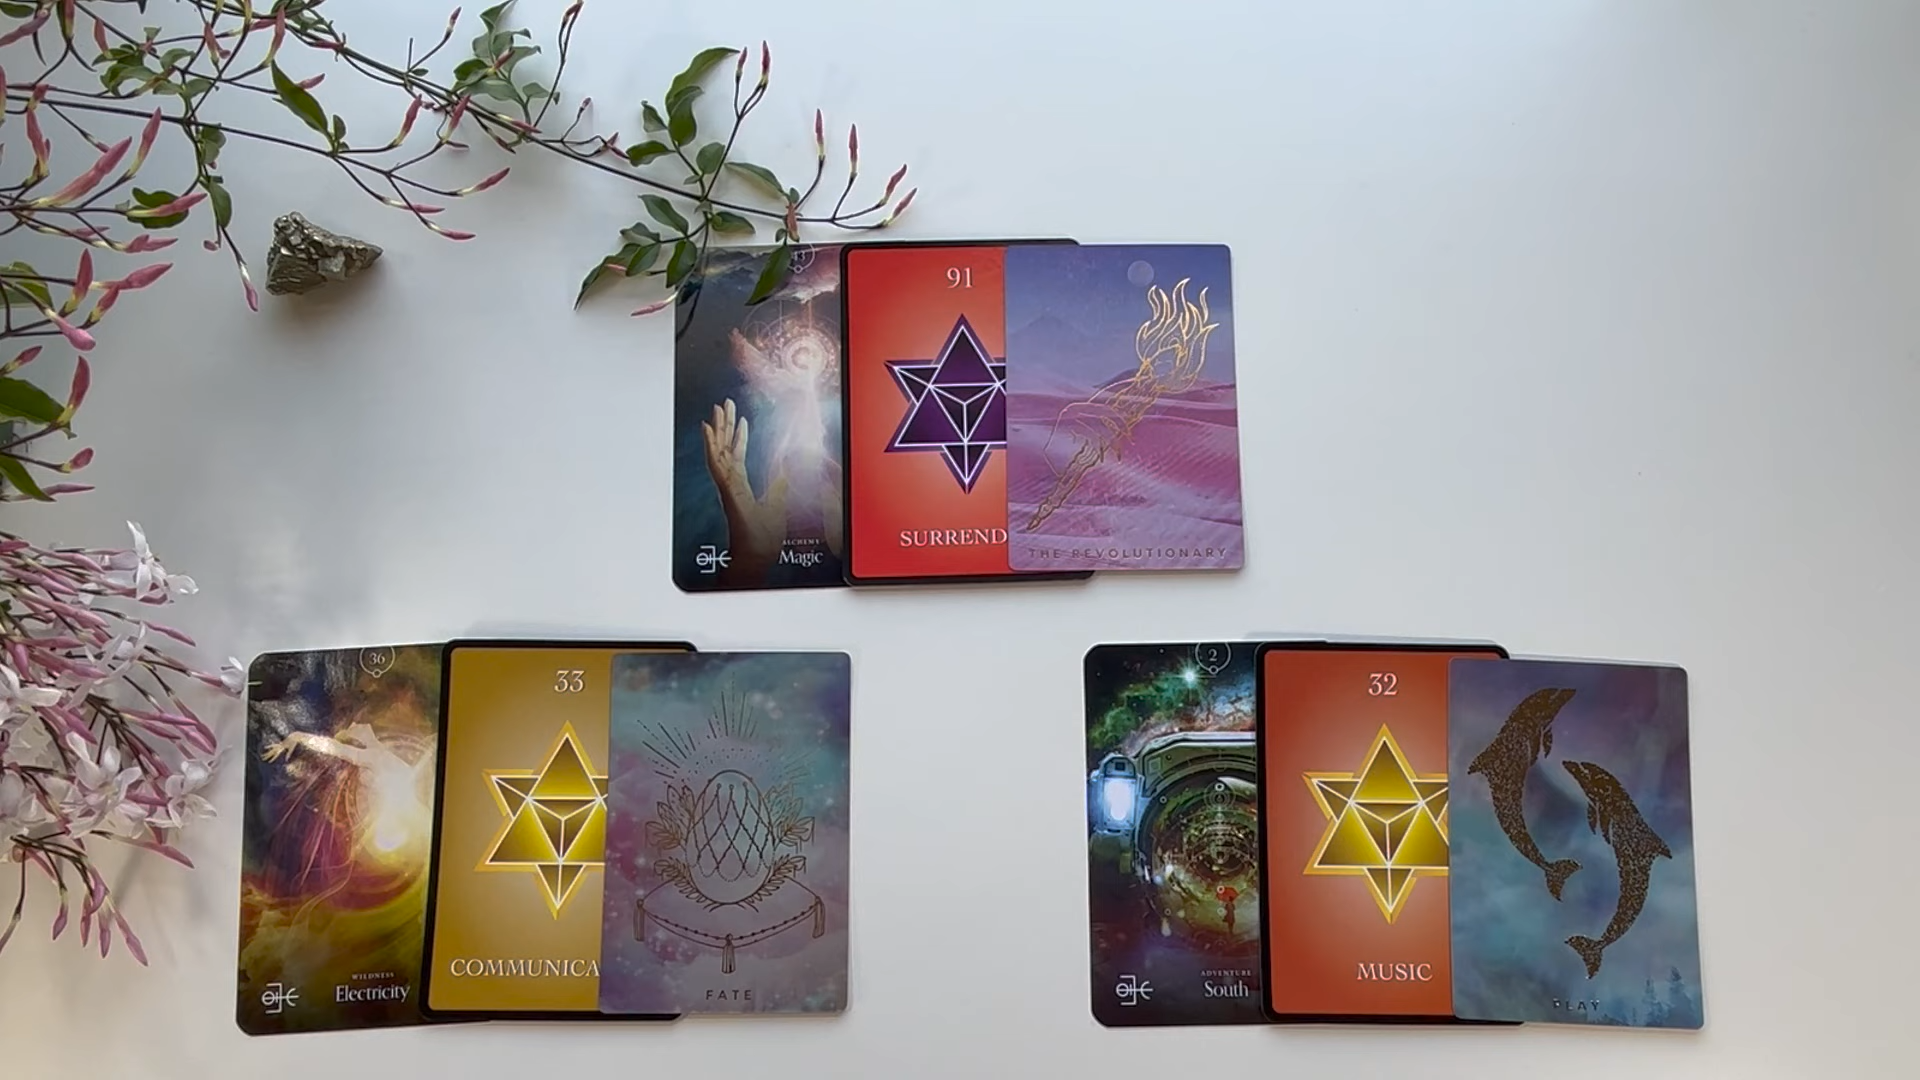 91
ALCHEMY
Magic
SURREND
THE REVOLUTIONARY
36
WILDNESS
Electricity
33
COMMUNICA
FATE
2
ADVENTURE
South
32
MUSIC
PLAY